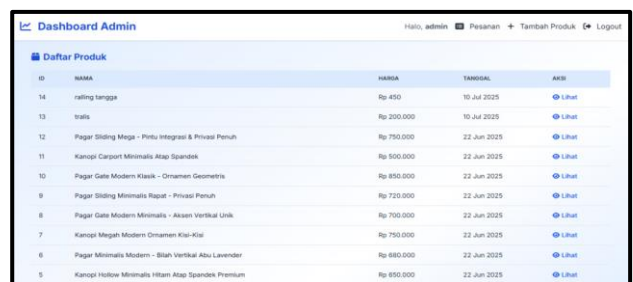 Dashboard Admin
Halo, admin Pesanan + Tambah Produk Logout
Daftar Produk
ID NAMA HARGA TANGGAL AKSI
14 railing tangga Rp 450 10 Jul 2025 Lihat
13 tralis Rp 200.000 10 Jul 2025 Lihat
12 Pagar Sliding Mega - Pintu Integrasi & Privasi Penuh Rp 750.000 22 Jun 2025 Lihat
11 Kanopi Carport Minimalis Atap Spandek Rp 500.000 22 Jun 2025 Lihat
10 Pagar Gate Modern Klasik - Ornamen Geometris Rp 850.000 22 Jun 2025 Lihat
9 Pagar Sliding Minimalis Rapat - Privasi Penuh Rp 720.000 22 Jun 2025 Lihat
8 Pagar Gate Modern Minimalis - Aksen Vertikal Unik Rp 700.000 22 Jun 2025 Lihat
7 Kanopi Megah Modern Ornamen Kisi-Kisi Rp 750.000 22 Jun 2025 Lihat
6 Pagar Minimalis Modern - Bilah Vertikal Abu Lavender Rp 680.000 22 Jun 2025 Lihat
5 Kanopi Hollow Minimalis Hitam Atap Spandek Premium Rp 650.000 22 Jun 2025 Lihat